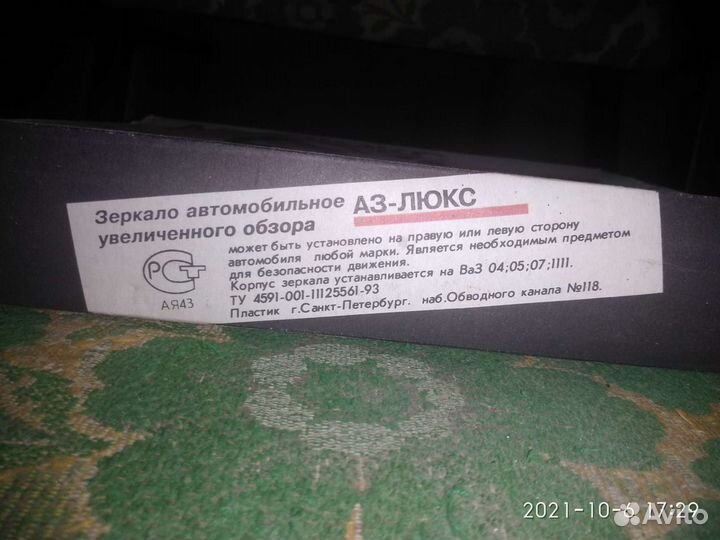 Зеркало автомобильное АЗ-ЛЮКС
увеличенного обзора
может быть установлено на правую или левую сторону
автомобиля любой марки. Является необходимым предметом
для безопасности движения.
Корпус зеркала устанавливается на ВаЗ 04;05;07;1111.
ТУ 4591-001-11125561-93
Пластик г.Санкт-Петербург. наб.Обводного канала №118.
РСТ
АЯ43
2021-10-6 17:29
Avito